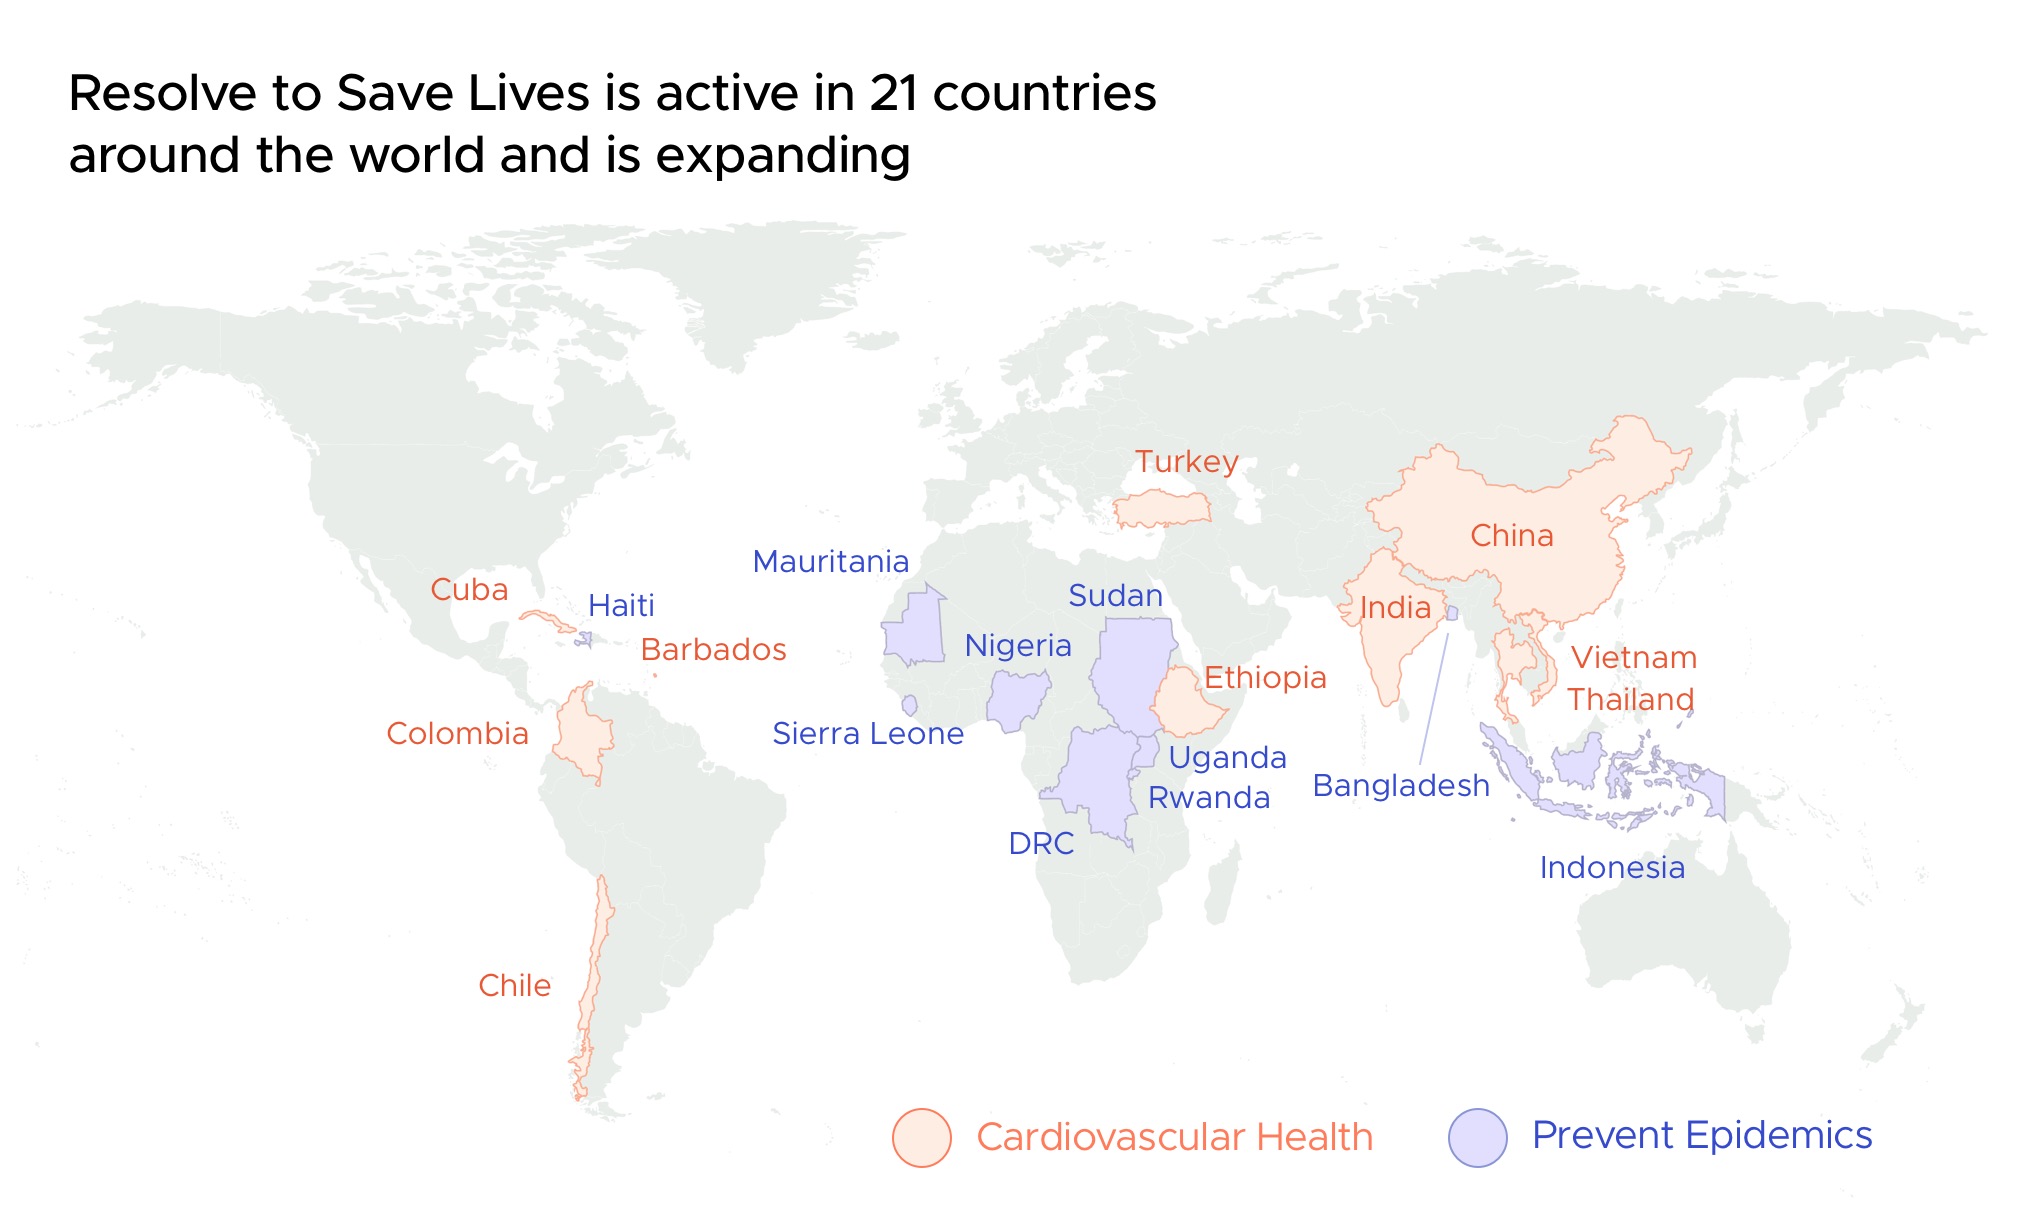 Resolve to Save Lives is active in 21 countries
around the world and is expanding
Turkey
China
Mauritania
Cuba
Haiti
Sudan
India
Barbados
Nigeria
Ethiopia
Vietnam
Thailand
Colombia
Sierra Leone
Uganda
Rwanda
Bangladesh
DRC
Indonesia
Chile
Cardiovascular Health
Prevent Epidemics